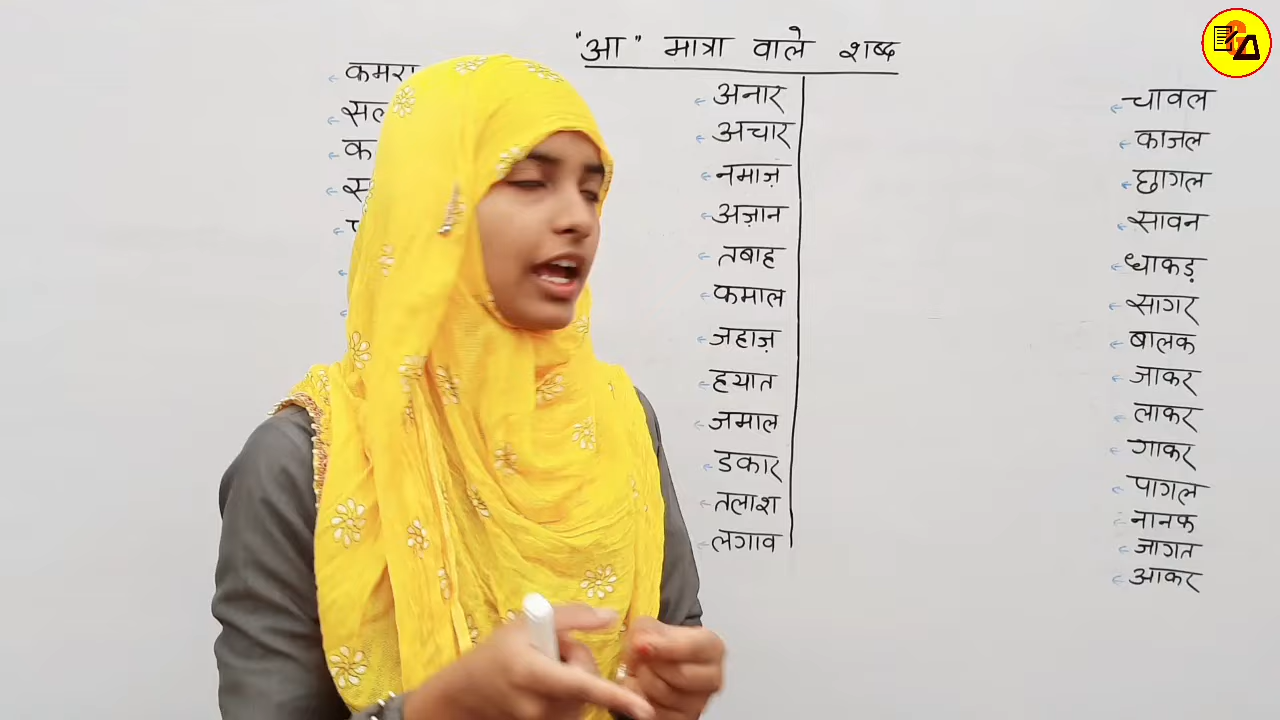 "आ" मात्रा वाले शब्द
कमरा
अनार
अचार
नमाज़
अज़ान
तबाह
कमाल
जहाज़
हयात
जमाल
डकार
तलाश
लगाव
चावल
काजल
छागल
सावन
धाकड़
सागर
बालक
जाकर
लाकर
गाकर
पागल
नानक
जागत
आकर